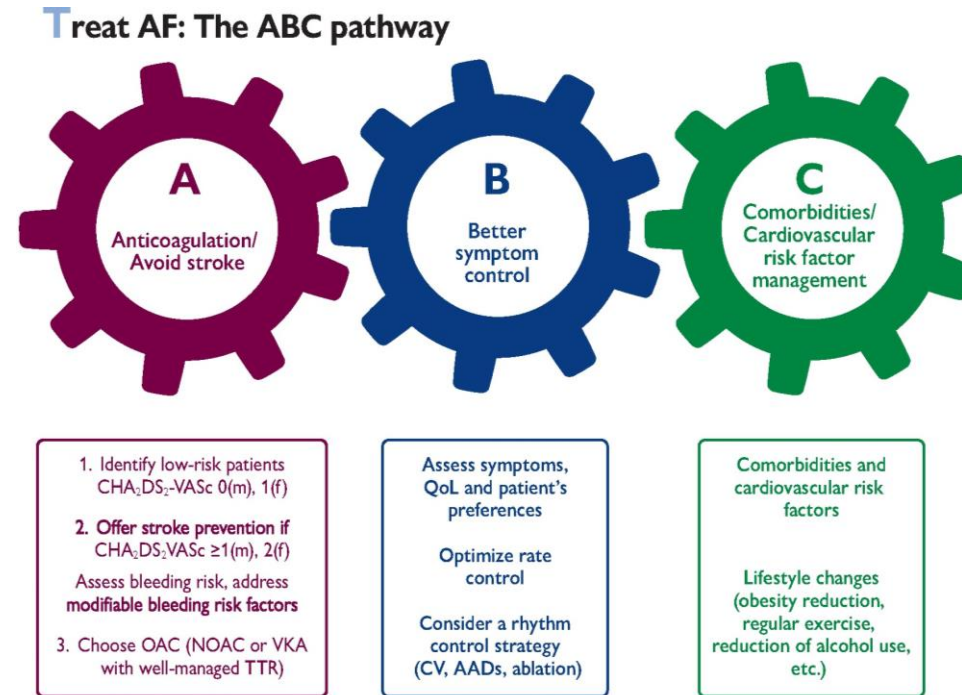 Treat AF: The ABC pathway
A
Anticoagulation/
Avoid stroke
B
Better
symptom
control
C
Comorbidities/
Cardiovascular
risk factor
management
1. Identify low-risk patients
CHA₂DS₂-VASc 0(m), 1(f)
2. Offer stroke prevention if
CHA₂DS₂VASc ≥1(m), 2(f)
Assess bleeding risk, address
modifiable bleeding risk factors
3. Choose OAC (NOAC or VKA
with well-managed TTR)
Assess symptoms,
QoL and patient's
preferences
Optimize rate
control
Consider a rhythm
control strategy
(CV, AADs, ablation)
Comorbidities and
cardiovascular risk
factors
Lifestyle changes
(obesity reduction,
regular exercise,
reduction of alcohol use,
etc.)